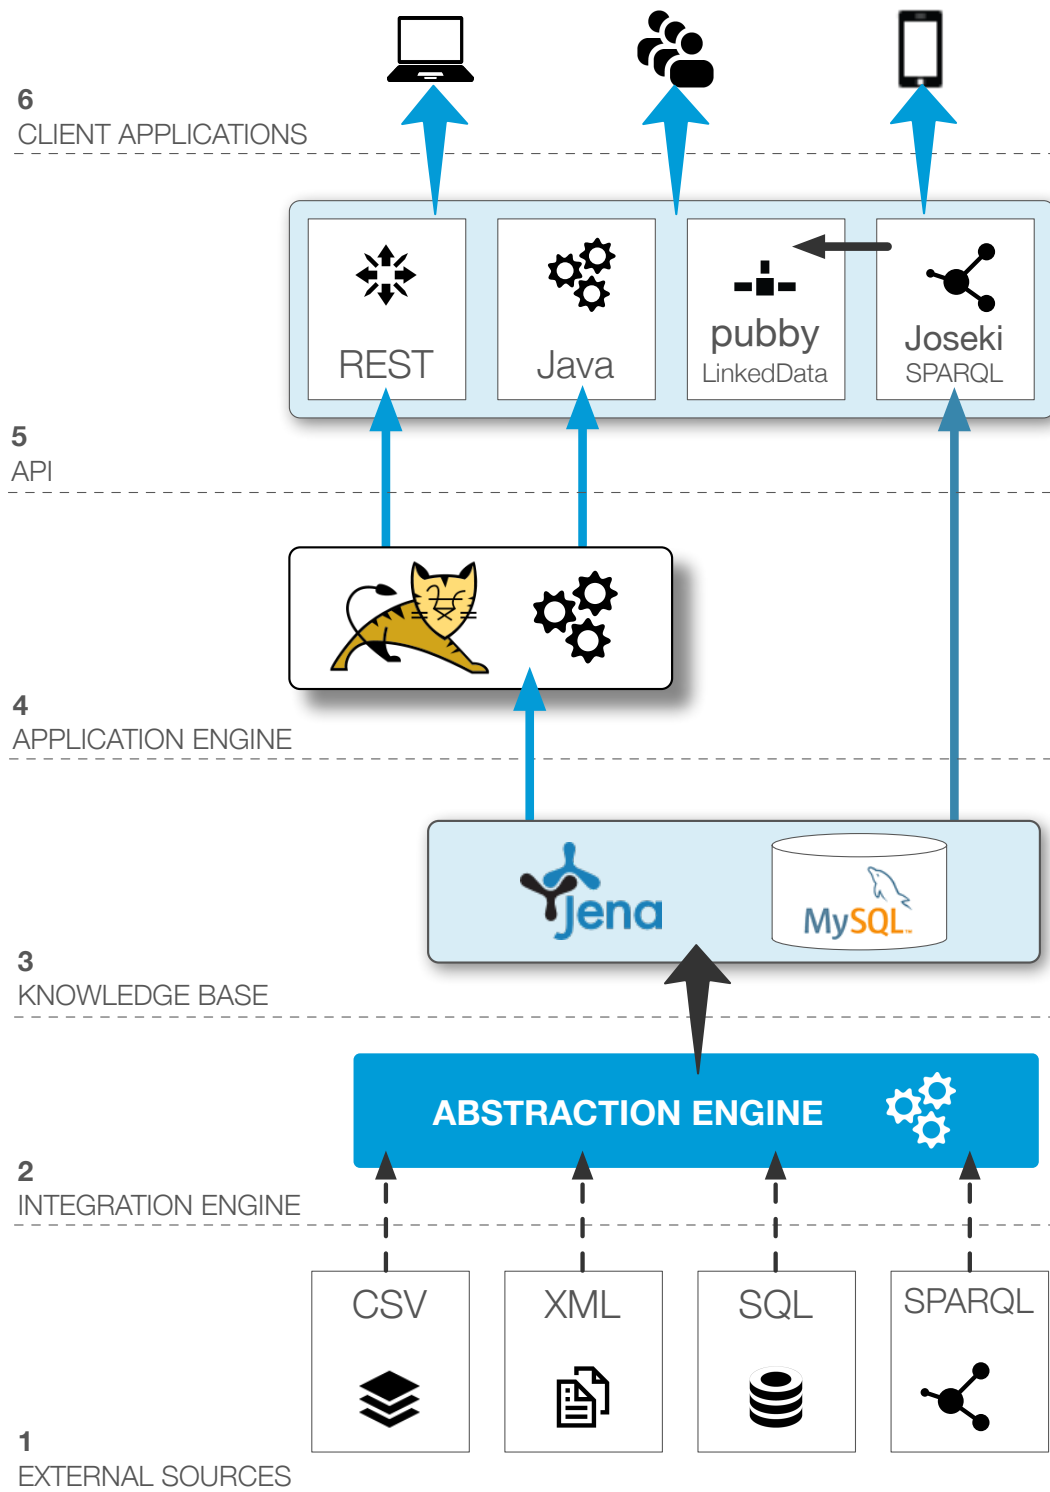 6
CLIENT APPLICATIONS
REST
Java
pubby
LinkedData
Joseki
SPARQL
5
API
4
APPLICATION ENGINE
Jena
MySQL
3
KNOWLEDGE BASE
ABSTRACTION ENGINE
2
INTEGRATION ENGINE
CSV
XML
SQL
SPARQL
1
EXTERNAL SOURCES